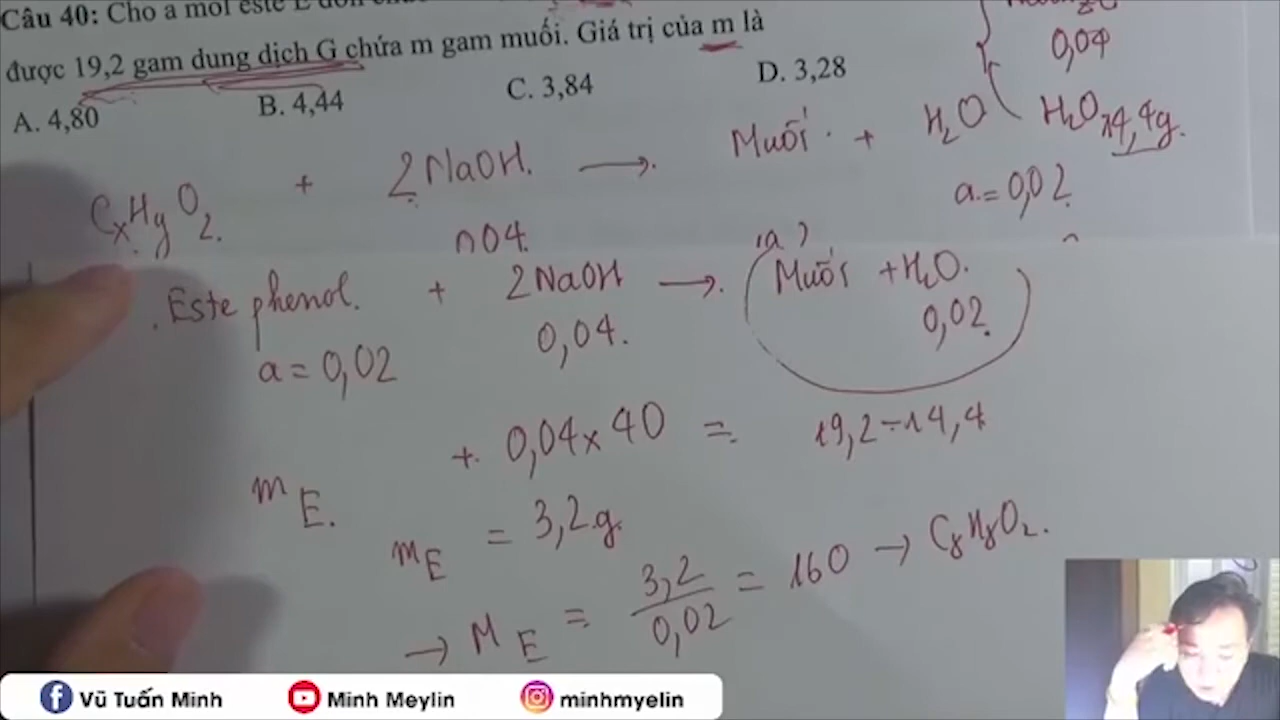 Câu 40: Cho a mol este E đơn
được 19,2 gam dung dịch G chứa m gam muối. Giá trị của m là
A. 4,80 B. 4,44 C. 3,84 D. 3,28
0,04
CxHyO2 + 2NaOH → Muối + H2O H2O 14,4g.
n04. a = 0,02
Este phenol + 2NaOH → Muối + H2O.
a = 0,02 0,04. 0,02
mE. + 0,04 x 40 = 19,2 - 14,4
mE = 3,2g.
→ ME = 3,2 / 0,02 = 160 → C8H8O2.
Vũ Tuấn Minh Minh Meylin minhmyelin